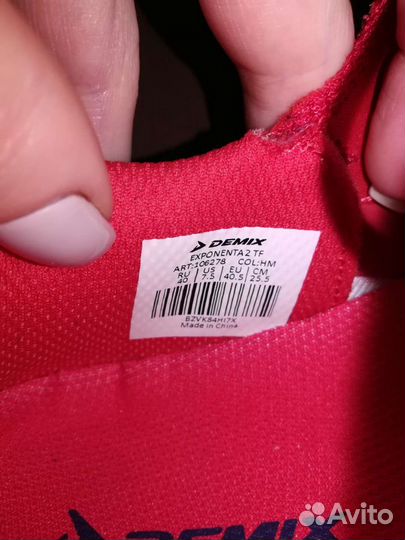 DEMIX
EXPONENTA 2 TF
ART:106278 COL:HM
RU US EU CM
40 7.5 40.5 25.5
BZVK84HI7X
Made in China
DEMIX
Avito